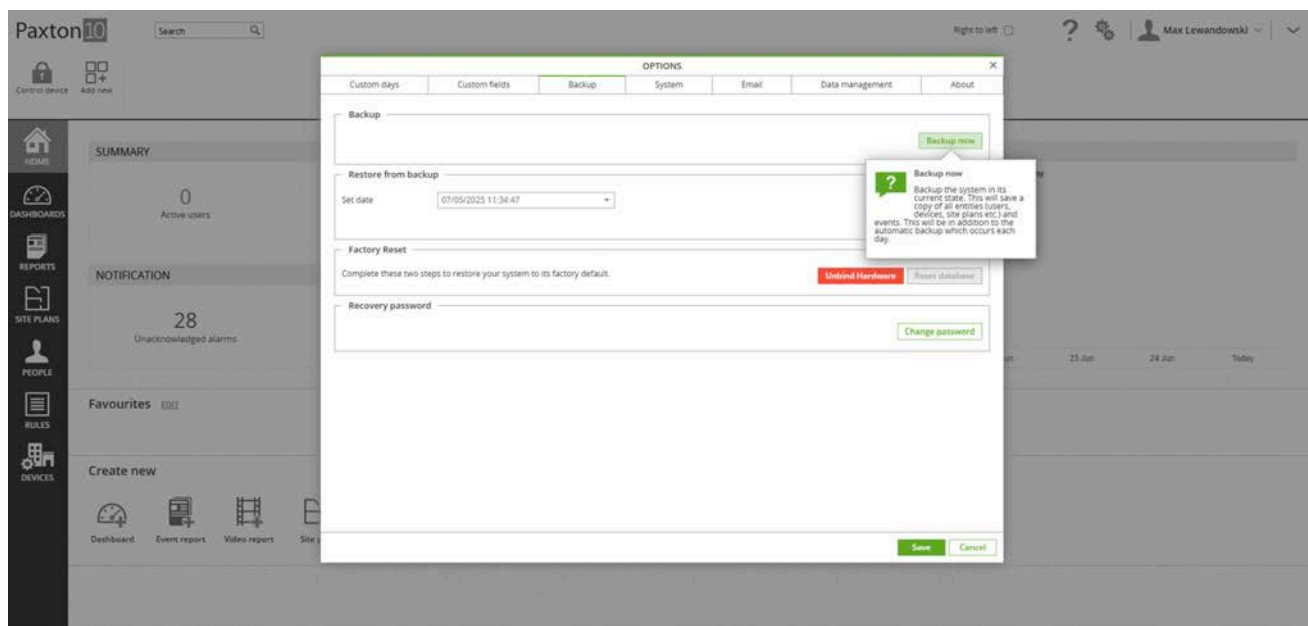 Paxton10
Search
Right to left
Max Lewandowski
Control device
Add new
OPTIONS
Custom days
Custom fields
Backup
System
Email
Data management
About
Backup
Backup now
Restore from backup
Set date
07/05/2025 11:34:47
Backup now
Backup the system in its
current state. This will save a
copy of all entities (users,
devices, site plans etc.) and
events. This will be in addition to the
automatic backup which occurs each
day.
Factory Reset
Complete these two steps to restore your system to its factory default.
Unbind Hardware
Reset database
Recovery password
Change password
Save
Cancel
HOME
DASHBOARDS
REPORTS
SITE PLANS
PEOPLE
RULES
DEVICES
SUMMARY
0
Active users
NOTIFICATION
28
Unacknowledged alarms
23 Jun
24 Jun
Today
Favourites
EDIT
Create new
Dashboard
Event report
Video report
Site